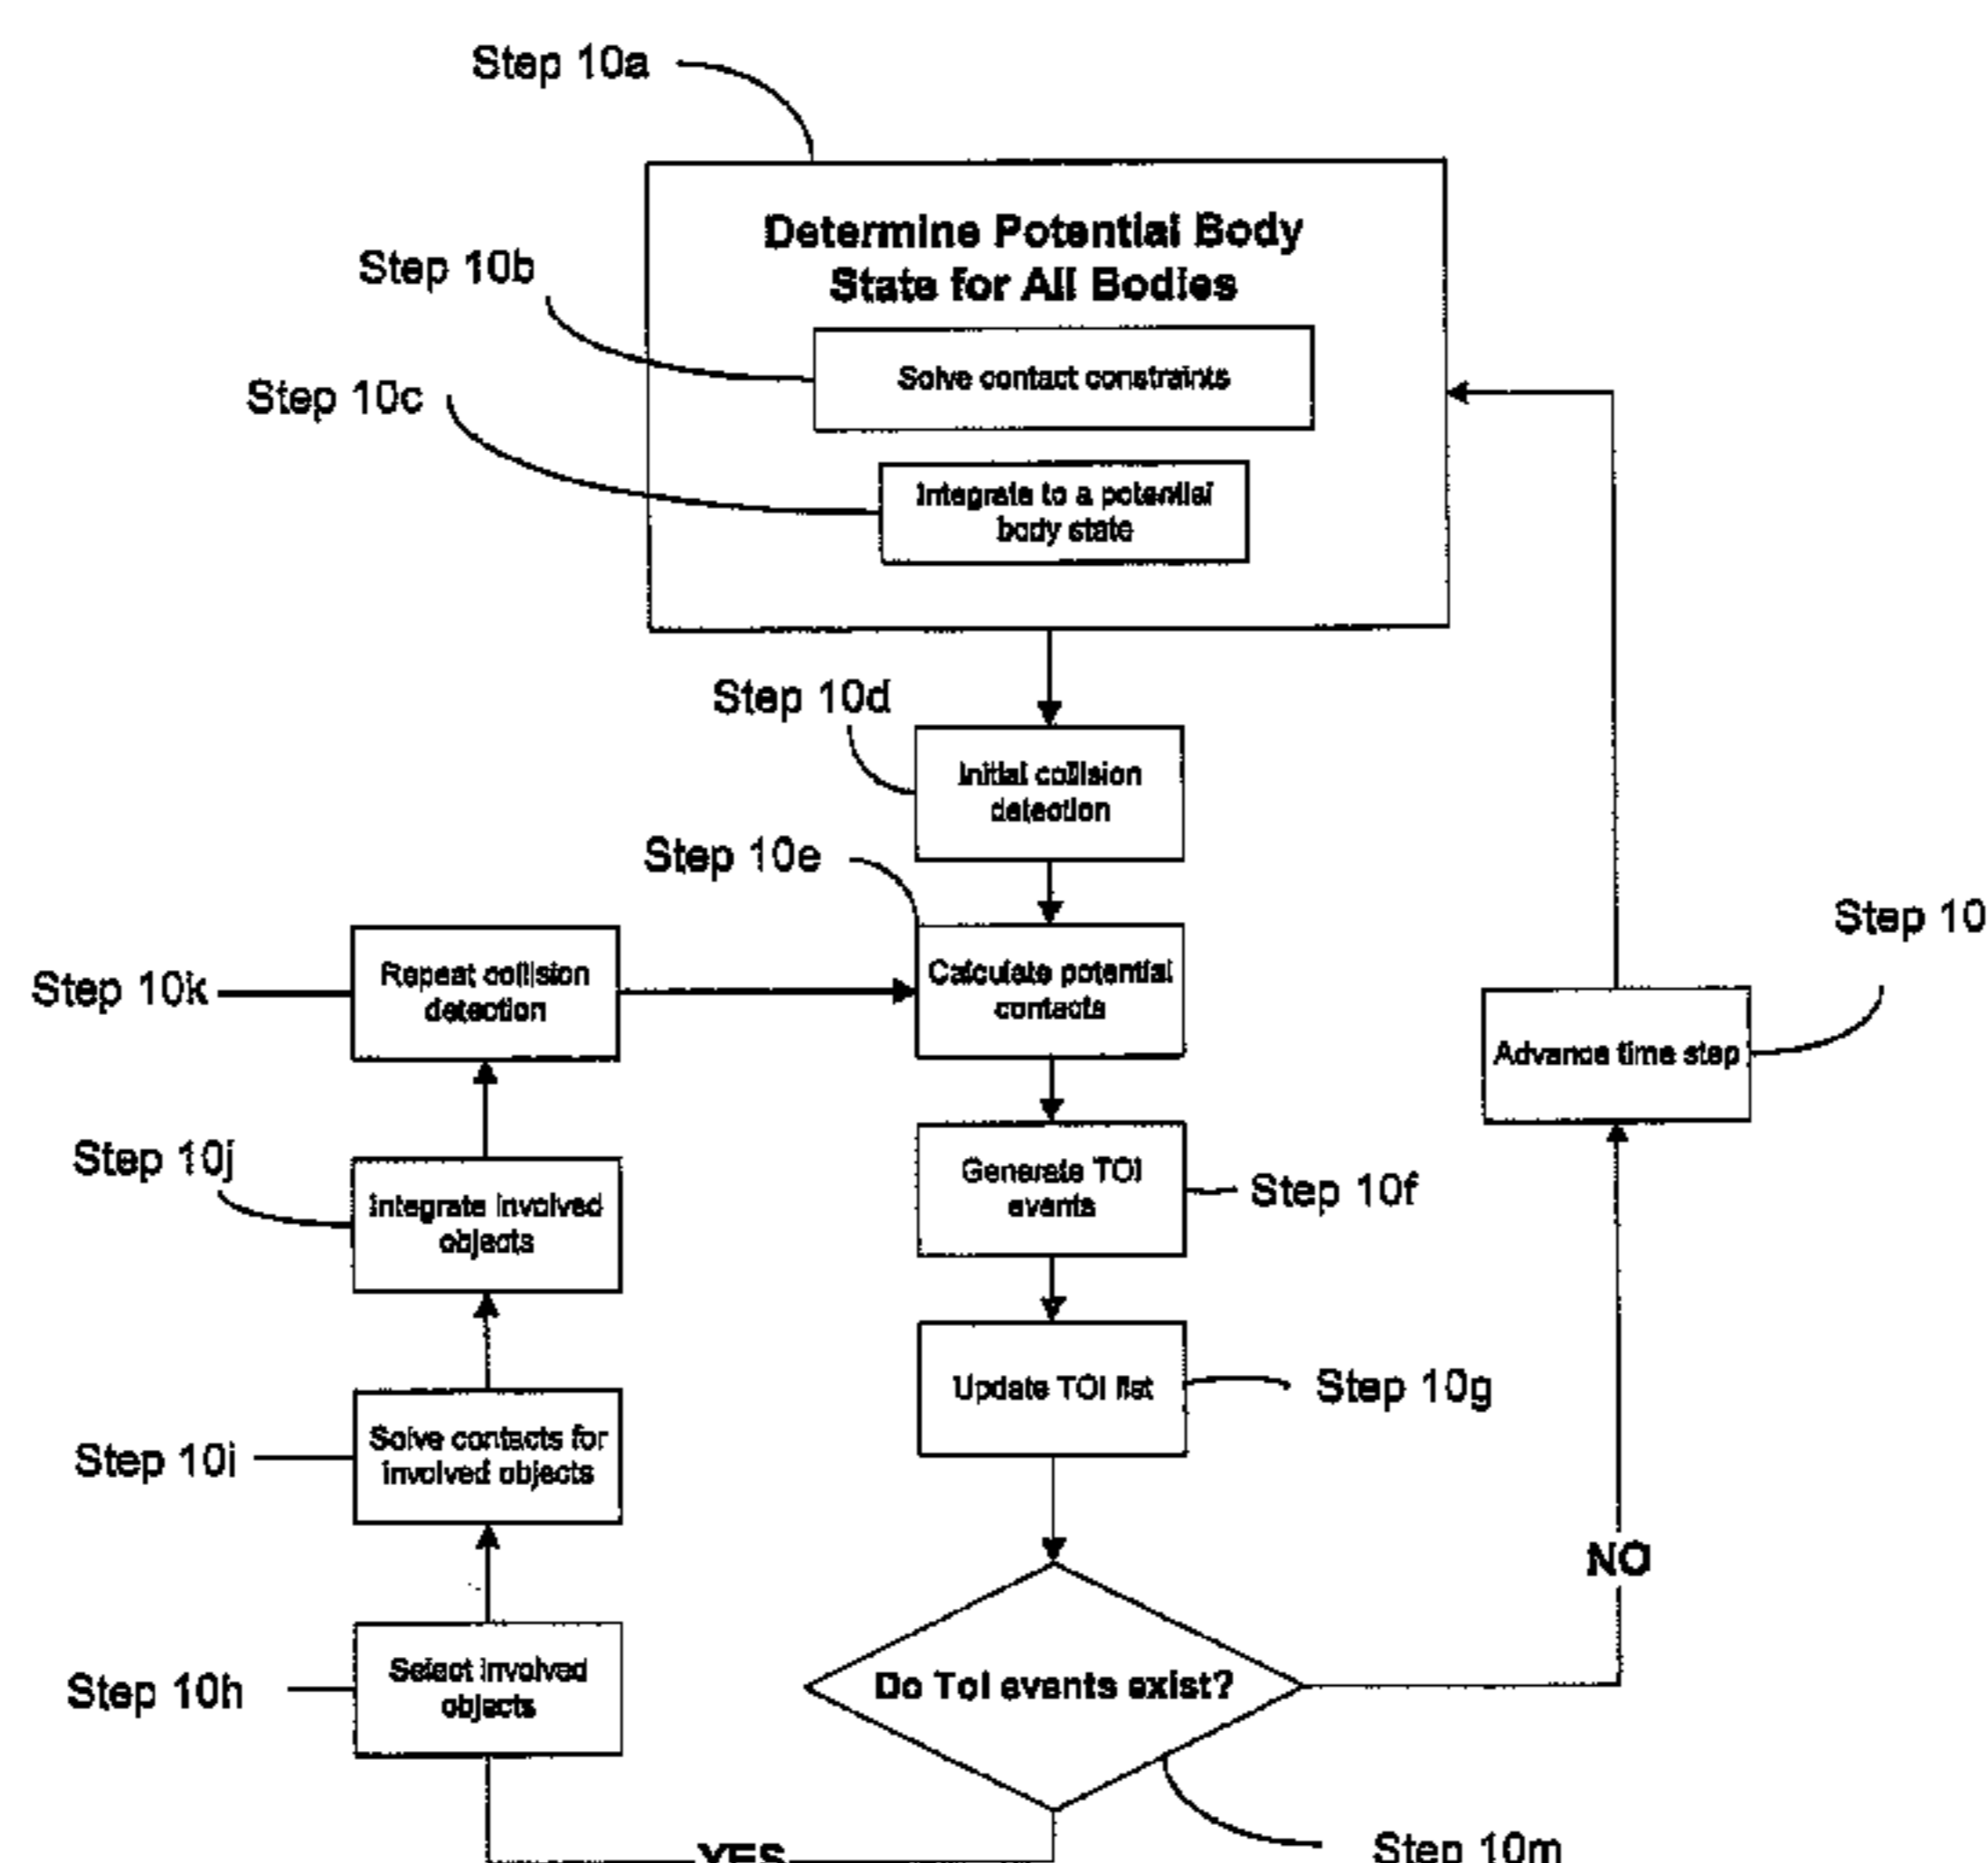 Step 10a
Determine Potential Body
State for All Bodies
Step 10b
Solve contact constraints
Step 10c
Integrate to a potential
body state
Step 10d
Initial collision
detection
Step 10e
Calculate potential
contacts
Step 10k
Repeat collision
detection
Step 10
Advance time step
Step 10j
Integrate involved
objects
Generate TOI
events
Step 10f
Step 10i
Solve contacts for
involved objects
Update TOI list
Step 10g
NO
Step 10h
Select involved
objects
Do ToI events exist?
YES
Step 10m